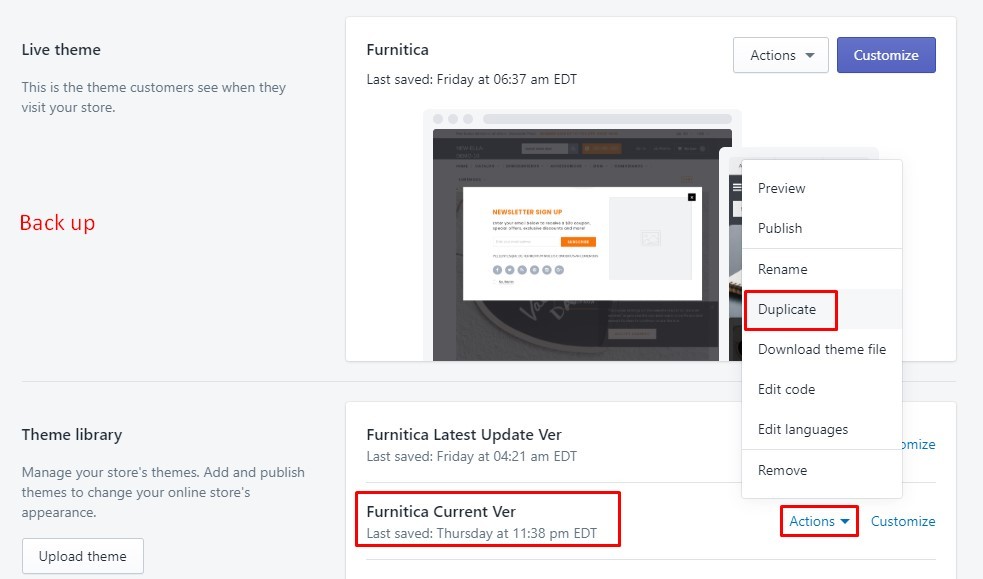 Live theme
This is the theme customers see when they
visit your store.
Back up
Furnitica
Last saved: Friday at 06:37 am EDT
Actions
Customize
NEWSLETTER SIGN UP
SUBSCRIBE
Preview
Publish
Rename
Duplicate
Download theme file
Edit code
Edit languages
Remove
Theme library
Manage your store's themes. Add and publish
themes to change your online store's
appearance.
Upload theme
Furnitica Latest Update Ver
Last saved: Friday at 04:21 am EDT
omize
Furnitica Current Ver
Last saved: Thursday at 11:38 pm EDT
Actions
Customize